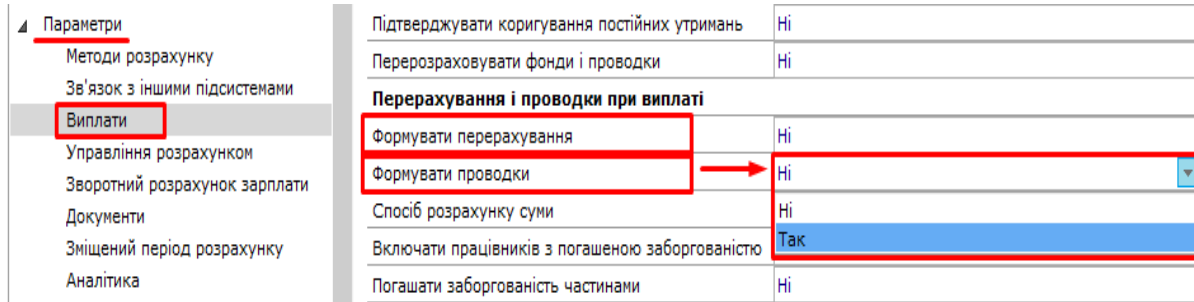 Параметри
Методи розрахунку
Зв'язок з іншими підсистемами
Виплати
Управління розрахунком
Зворотний розрахунок зарплати
Документи
Зміщений період розрахунку
Аналітика
Підтверджувати коригування постійних утримань Ні
Перерозраховувати фонди і проводки Ні
Перерахування і проводки при виплаті
Формувати перерахування Ні
Формувати проводки Ні
Спосіб розрахунку суми Ні
Включати працівників з погашеною заборгованістю Так
Погашати заборгованість частинами Ні